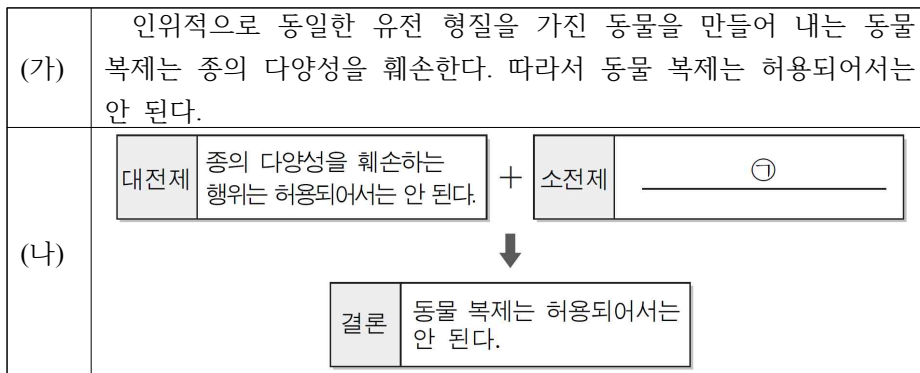 (가)
인위적으로 동일한 유전 형질을 가진 동물을 만들어 내는 동물
복제는 종의 다양성을 훼손한다. 따라서 동물 복제는 허용되어서는
안 된다.
(나)
대전제
종의 다양성을 훼손하는
행위는 허용되어서는 안 된다.
+
소전제
㉠
결론
동물 복제는 허용되어서는
안 된다.